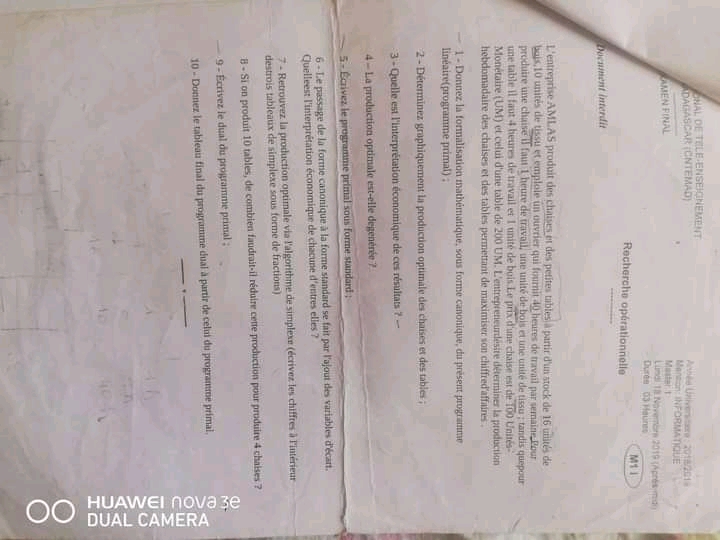 ONAL DE TELE-ENSEIGNEMENT
ADAGASCAR (CNTEMAD)
AMEN FINAL
Année Universitaire : 2018/2019
Mention : INFORMATIQUE
Master 1
Lundi 18 Novembre 2019 (Après-midi)
Durée : 03 Heures
M1 i
Recherche opérationnelle
------------
Document interdit
L'entreprise AMLAS produit des chaises et des petites tables à partir d'un stock de 16 unités de
bois, 10 unités de tissu et emploie un ouvrier qui fournit 40 heures de travail par semaine. Pour
produire une chaise il faut 1 heure de travail, une unité de bois et une unité de tissu ; tandis quepour
une table il faut 4 heures de travail et 1 unité de bois. Le prix d'une chaise est de 100 Unités-
Monétaire (UM) et celui d'une table de 200 UM. L'entrepreneurdésire déterminer la production
hebdomadaire des chaises et des tables permettant de maximiser son chiffred'affaires .
1 - Donnez la formalisation mathématique, sous forme canonique, du présent programme
linéaire(programme primal) ;
2 - Déterminez graphiquement la production optimale des chaises et des tables ;
3 - Quelle est l'interprétation économique de ces résultats ?
4 – La production optimale est-elle degénérée ?
5 - Écrivez le programme primal sous forme standard ;
6 - Le passage de la forme canonique à la forme standard se fait par l'ajout des variables d'écart.
Quelleest l'interprétation économique de chacune d'entres elles ?
7 - Retrouvez la production optimale via l'algorithme de simplexe (écrivez les chiffres à l'intérieur
destrois tableaux de simplexe sous forme de fractions)
8 - Si on produit 10 tables, de combien faudrait-il réduire cette production pour produire 4 chaises ?
9 - Écrivez le dual du programme primal ;
10 - Donnez le tableau final du programme dual à partir de celui du programme primal.
HUAWEI nova 3e
DUAL CAMERA